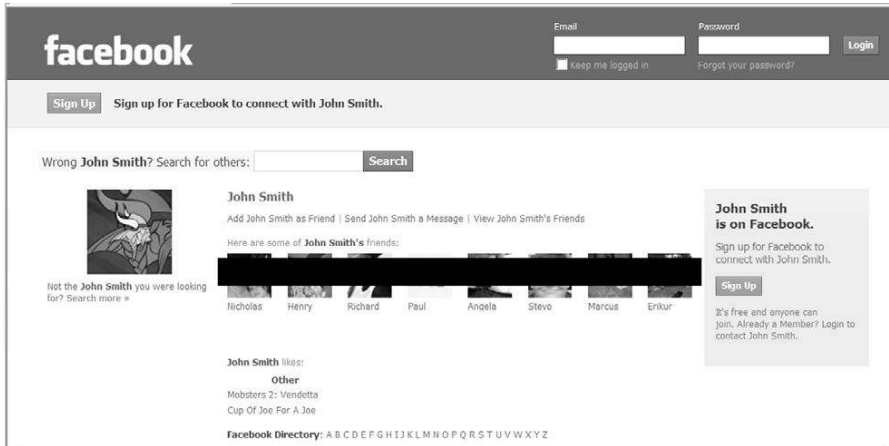 facebook
Email
Password
Login
Keep me logged in
Forgot your password?
Sign Up
Sign up for Facebook to connect with John Smith.
Wrong John Smith? Search for others:
Search
Not the John Smith you were looking
for? Search more »
John Smith
Add John Smith as Friend | Send John Smith a Message | View John Smith's Friends
Here are some of John Smith's friends:
Nicholas Henry Richard Paul Angela Stevo Marcus Erikur
John Smith likes:
Other
Mobsters 2: Vendetta
Cup Of Joe For A Joe
Facebook Directory: A B C D E F G H I J K L M N O P Q R S T U V W X Y Z
John Smith
is on Facebook.
Sign up for Facebook to
connect with John Smith.
Sign Up
It's free and anyone can
join. Already a Member? Login to
contact John Smith.